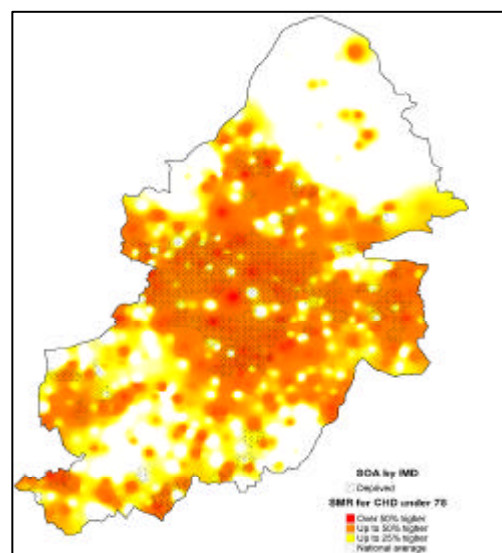 SOA by IMD
Deprived
SMR for CHD under 75
Over 50% higher
Up to 50% higher
Up to 25% higher
National average